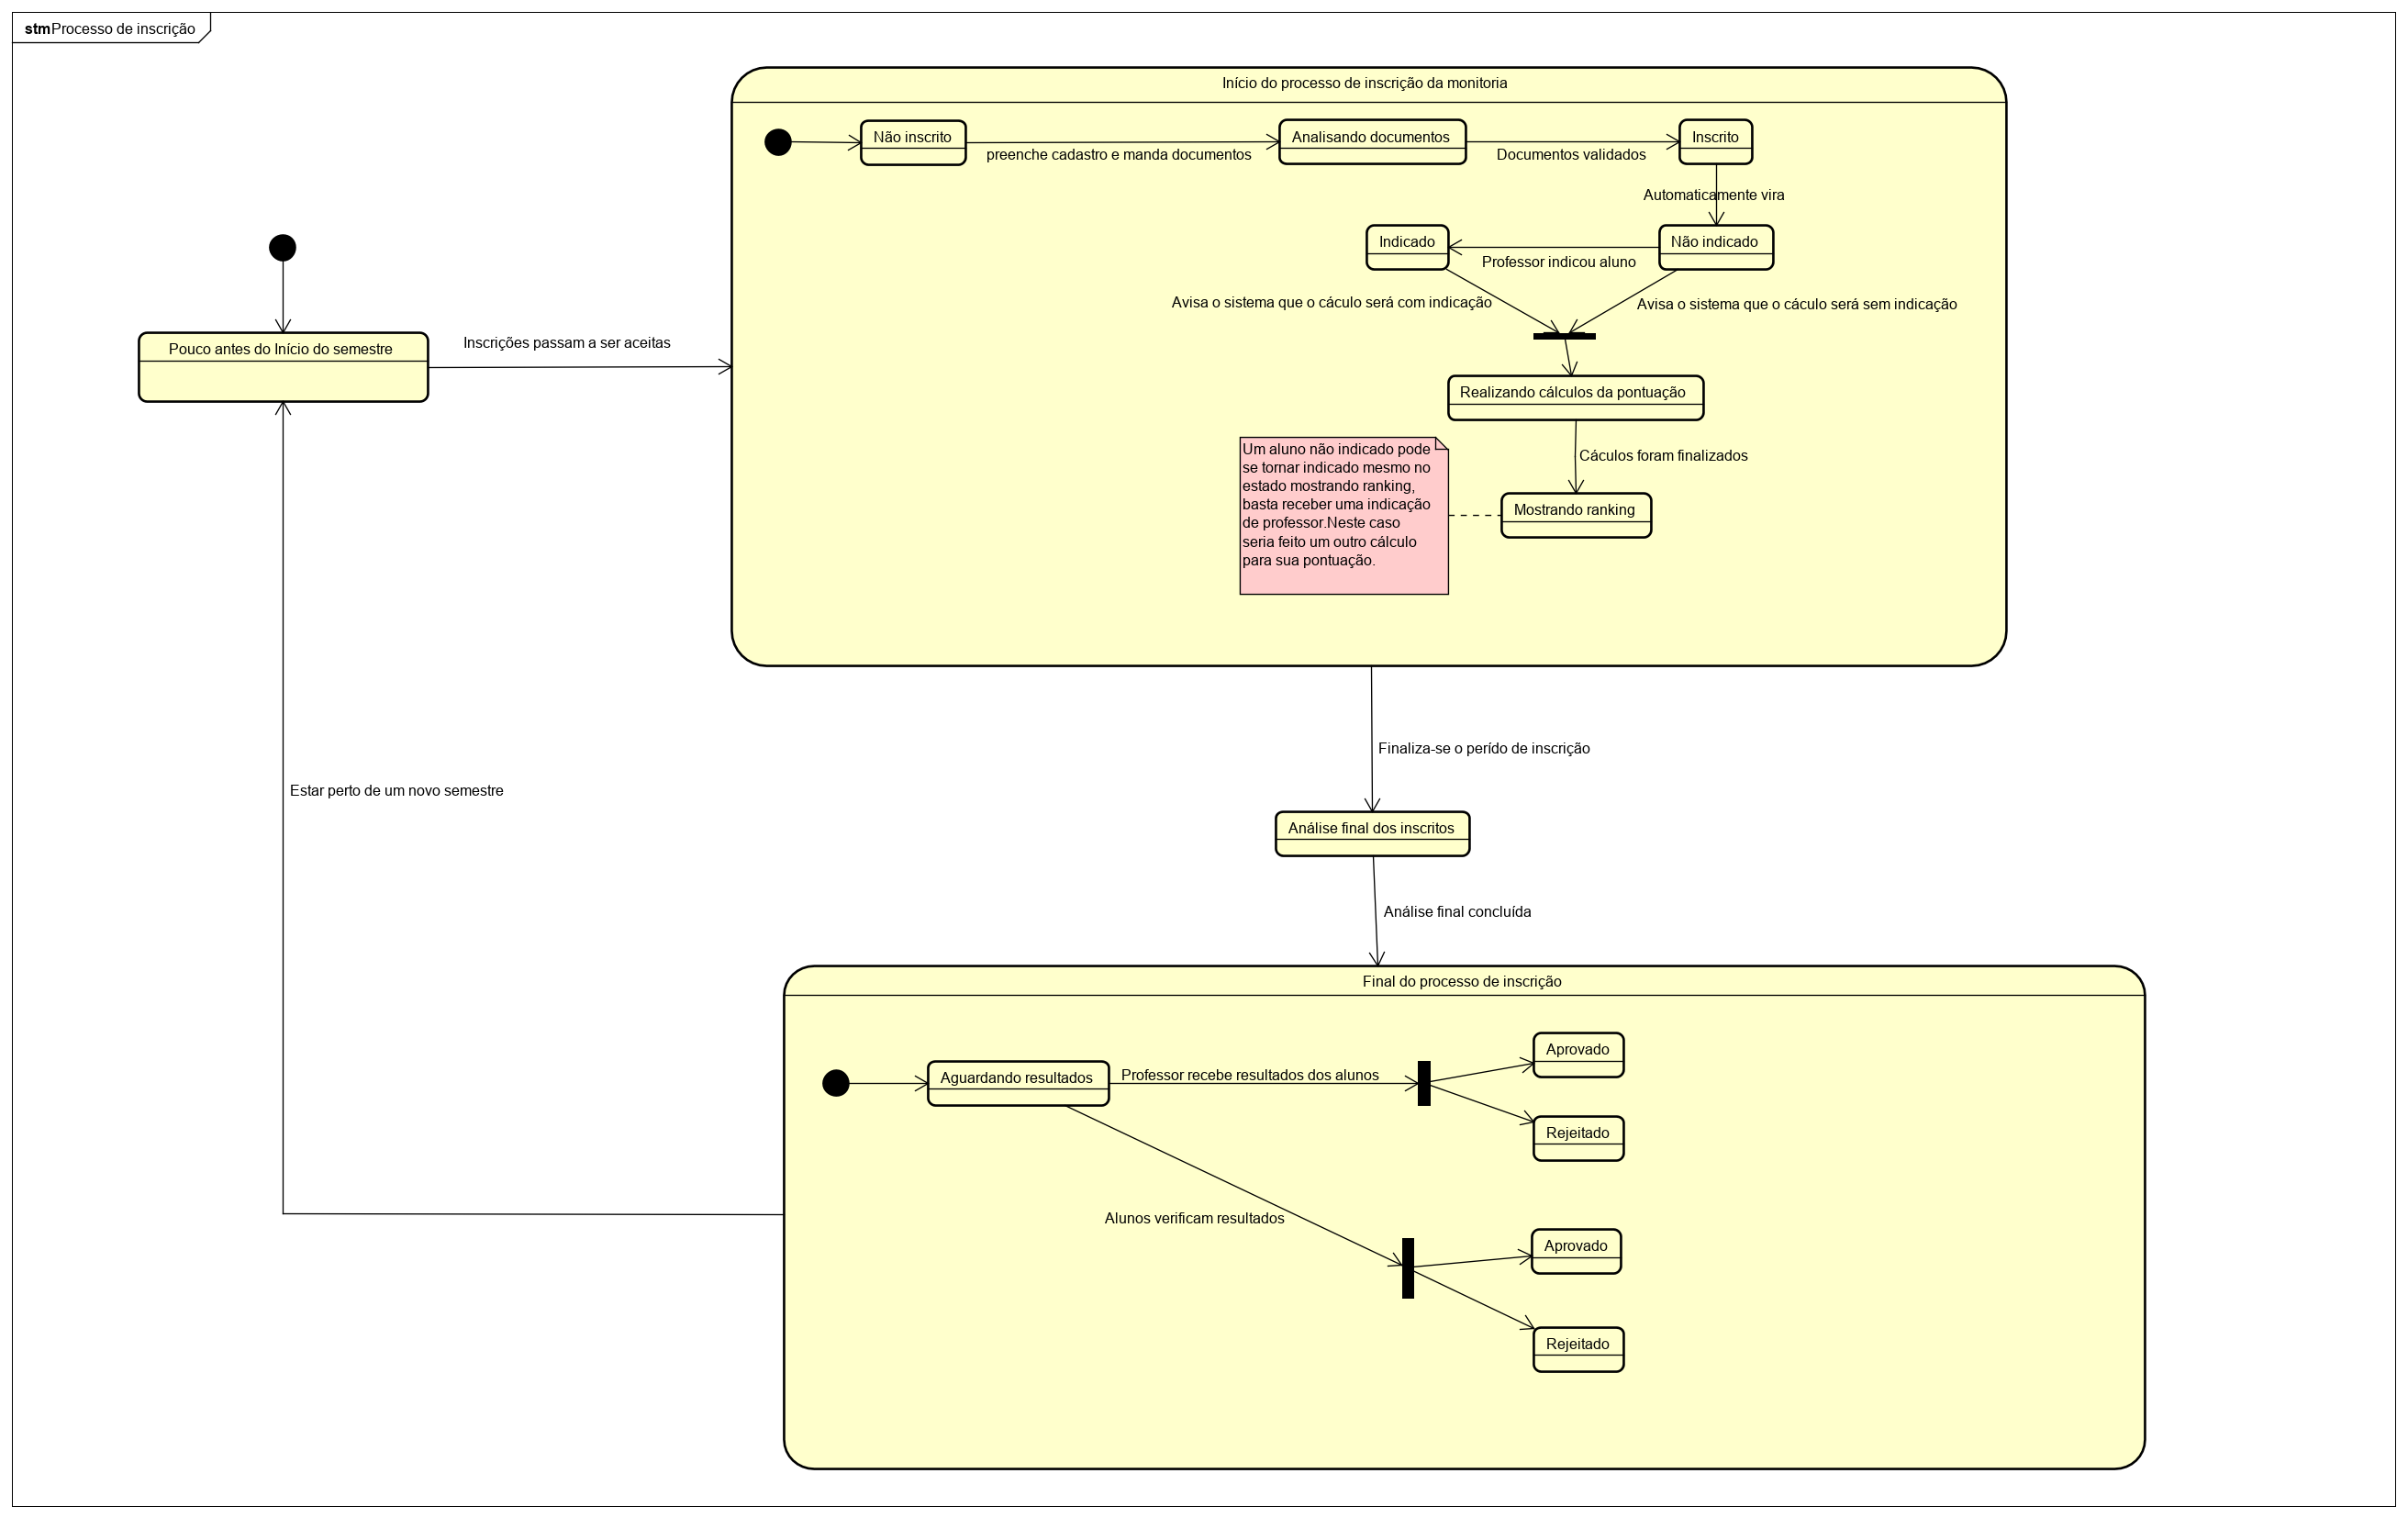 stmProcesso de inscrição
Início do processo de inscrição da monitoria
Não inscrito
preenche cadastro e manda documentos
Analisando documentos
Documentos validados
Inscrito
Automaticamente vira
Indicado
Professor indicou aluno
Não indicado
Avisa o sistema que o cáculo será com indicação
Avisa o sistema que o cáculo será sem indicação
Pouco antes do Início do semestre
Inscrições passam a ser aceitas
Realizando cálculos da pontuação
Cáculos foram finalizados
Um aluno não indicado pode
se tornar indicado mesmo no
estado mostrando ranking,
basta receber uma indicação
de professor.Neste caso
seria feito um outro cálculo
para sua pontuação.
Mostrando ranking
Finaliza-se o perído de inscrição
Estar perto de um novo semestre
Análise final dos inscritos
Análise final concluída
Final do processo de inscrição
Aguardando resultados
Professor recebe resultados dos alunos
Aprovado
Rejeitado
Alunos verificam resultados
Aprovado
Rejeitado